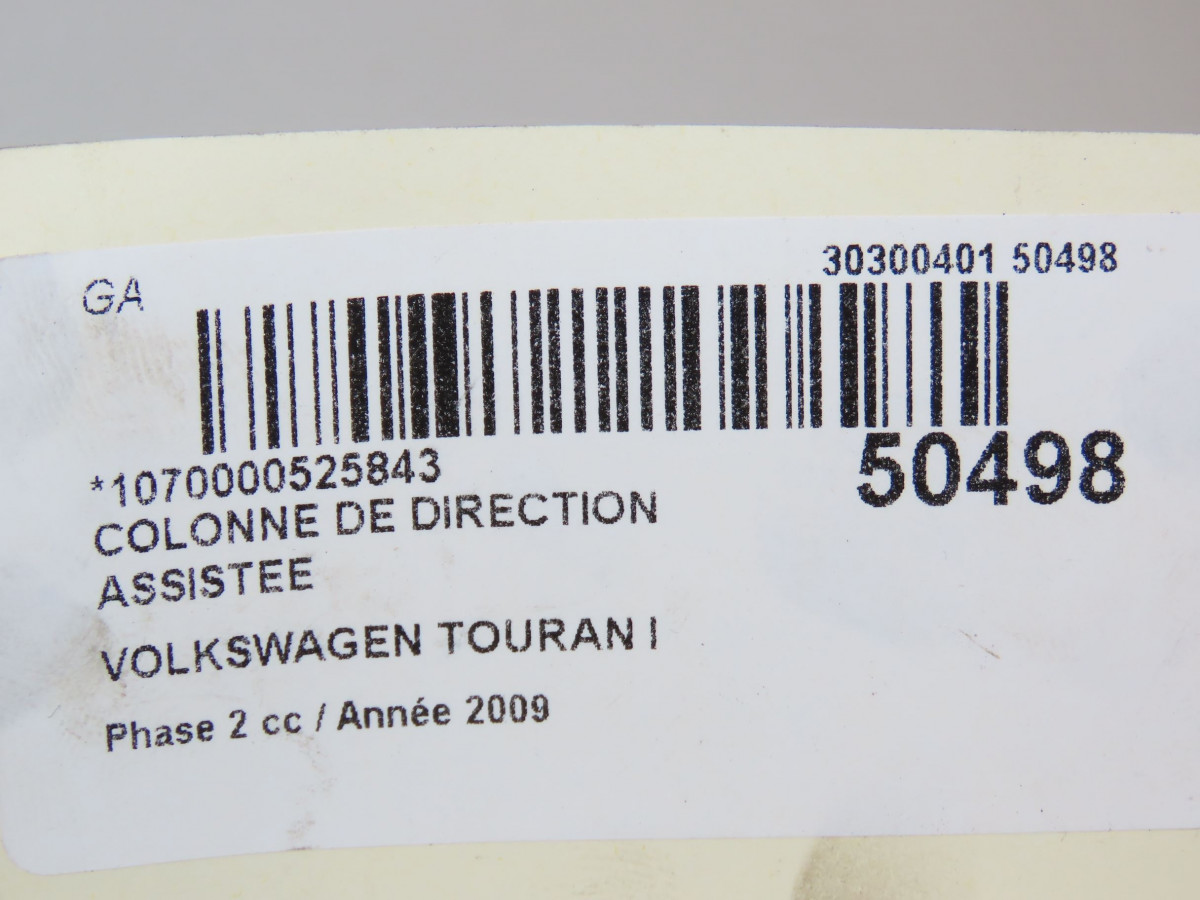 GA
30300401 50498
*1070000525843
50498
COLONNE DE DIRECTION
ASSISTEE
VOLKSWAGEN TOURAN I
Phase 2 cc / Année 2009